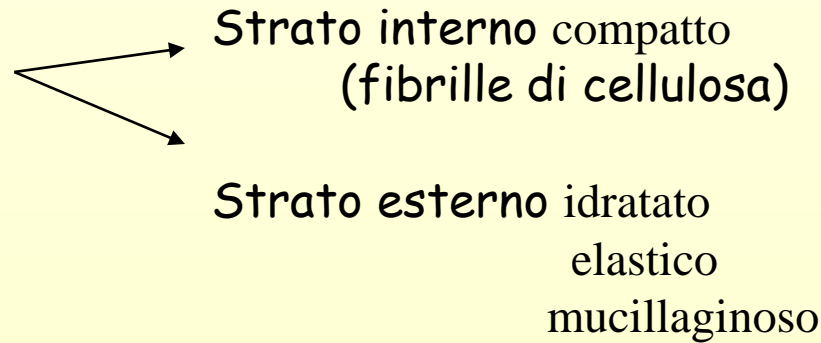 Strato interno compatto
(fibrille di cellulosa)
Strato esterno idratato
elastico
mucillaginoso